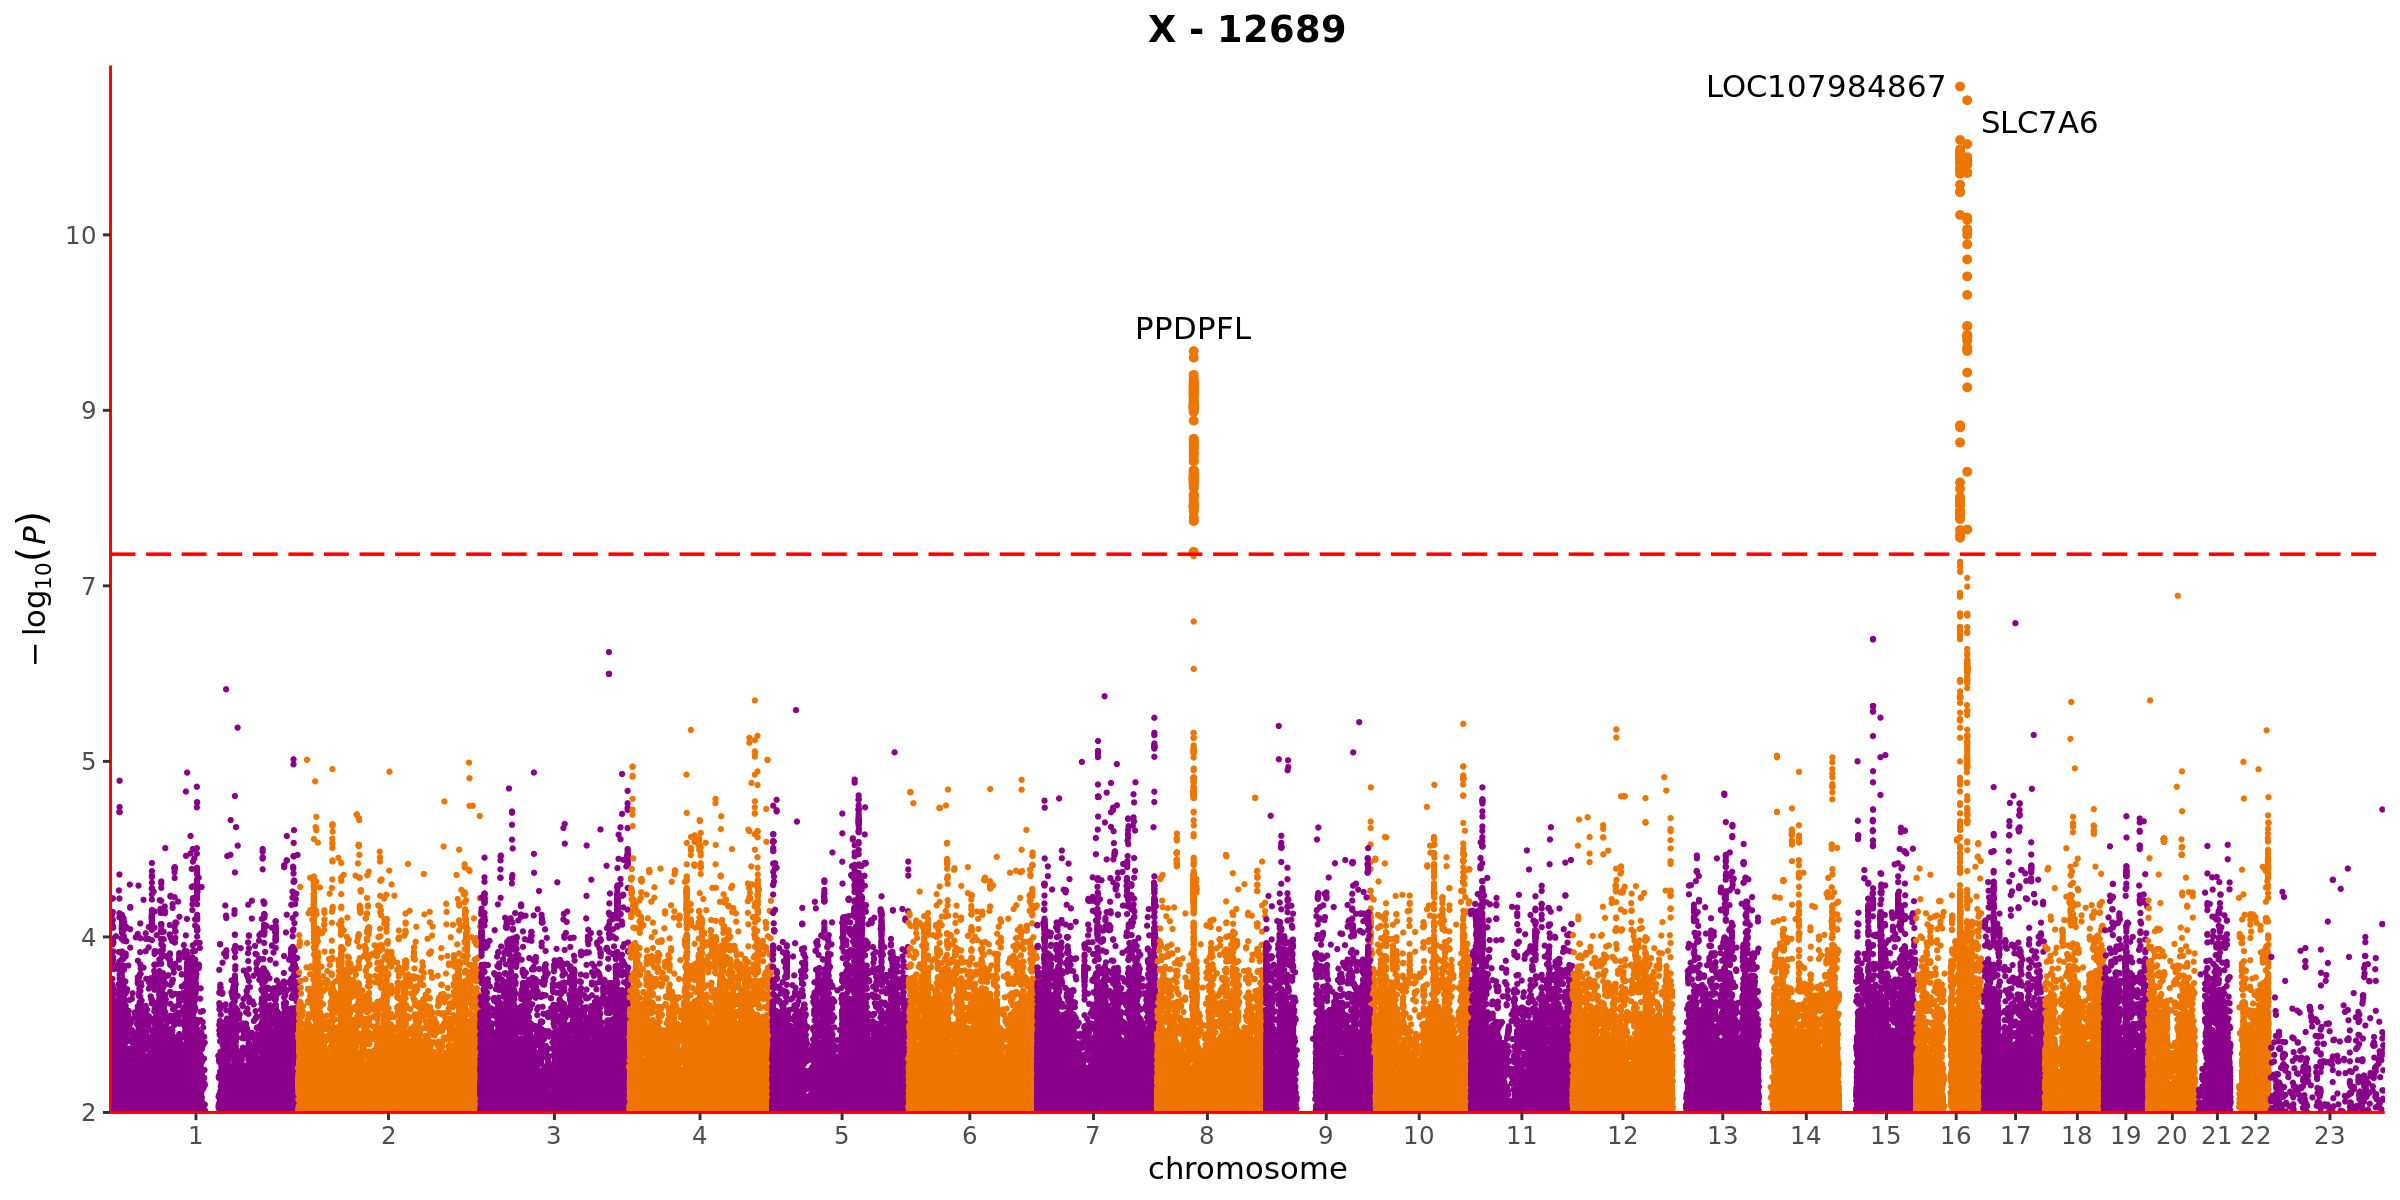 X - 12689
LOC107984867
SLC7A6
PPDPFL
− log10(P)
10
9
7
5
4
2
1 2 3 4 5 6 7 8 9 10 11 12 13 14 15 16 17 18 19 20 21 22 23
chromosome